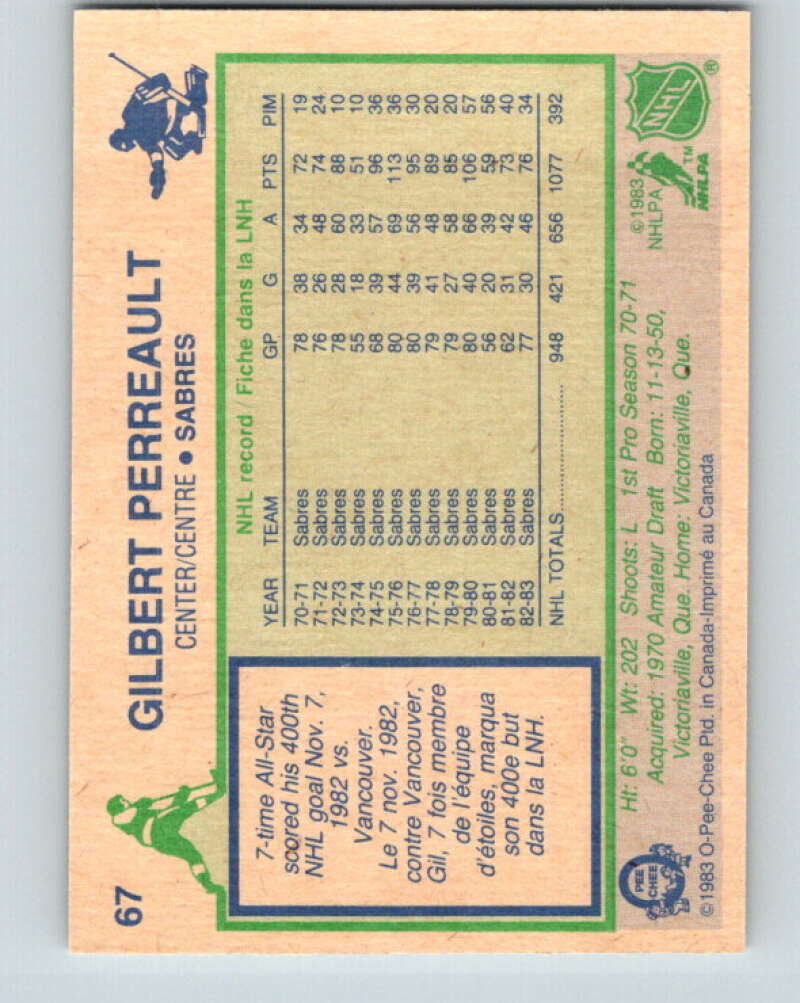 67
GILBERT PERREAULT
CENTER/CENTRE • SABRES
7-time All-Star
scored his 400th
NHL goal Nov. 7,
1982 vs.
Vancouver.
Le 7 nov. 1982,
contre Vancouver,
Gil, 7 fois membre
de l'équipe
d'étoiles, marqua
son 400e but
dans la LNH.
NHL record / Fiche dans la LNH
YEAR TEAM GP G A PTS PIM
70-71 Sabres 78 38 34 72 19
71-72 Sabres 76 26 48 74 24
72-73 Sabres 78 28 60 88 10
73-74 Sabres 55 18 33 51 10
74-75 Sabres 68 39 57 96 36
75-76 Sabres 80 44 69 113 36
76-77 Sabres 80 39 56 95 30
77-78 Sabres 79 41 48 89 20
78-79 Sabres 79 27 58 85 20
79-80 Sabres 80 40 66 106 57
80-81 Sabres 56 20 39 59 56
81-82 Sabres 62 31 42 73 40
82-83 Sabres 77 30 46 76 34
NHL TOTALS................ 948 421 656 1077 392
Ht: 6'0" Wt: 202 Shoots: L 1st Pro Season 70-71
Acquired: 1970 Amateur Draft Born: 11-13-50,
Victoriaville, Que. Home: Victoriaville, Que.
©1983 O-Pee-Chee Ptd. in Canada-Imprimé au Canada
O
PEE
CHEE
©1983
NHLPA
NHLPA™
NHL®